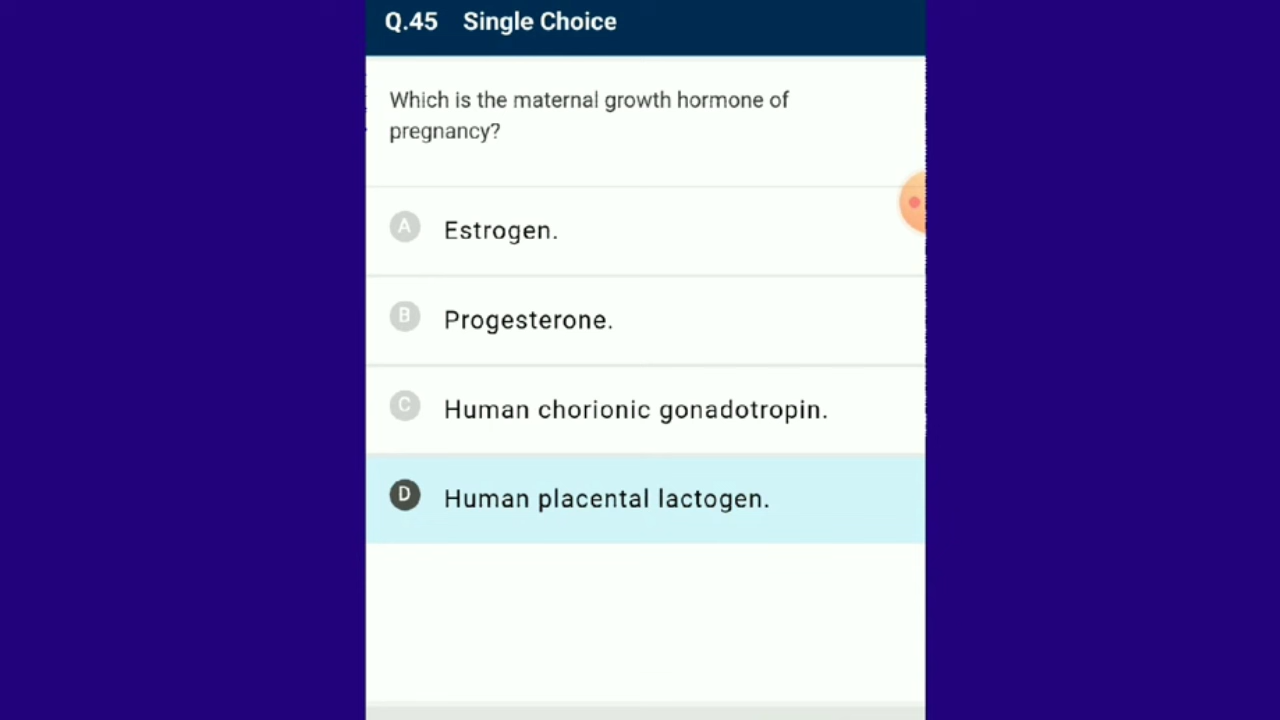 Q.45 Single Choice
Which is the maternal growth hormone of
pregnancy?
A Estrogen.
B Progesterone.
C Human chorionic gonadotropin.
D Human placental lactogen.